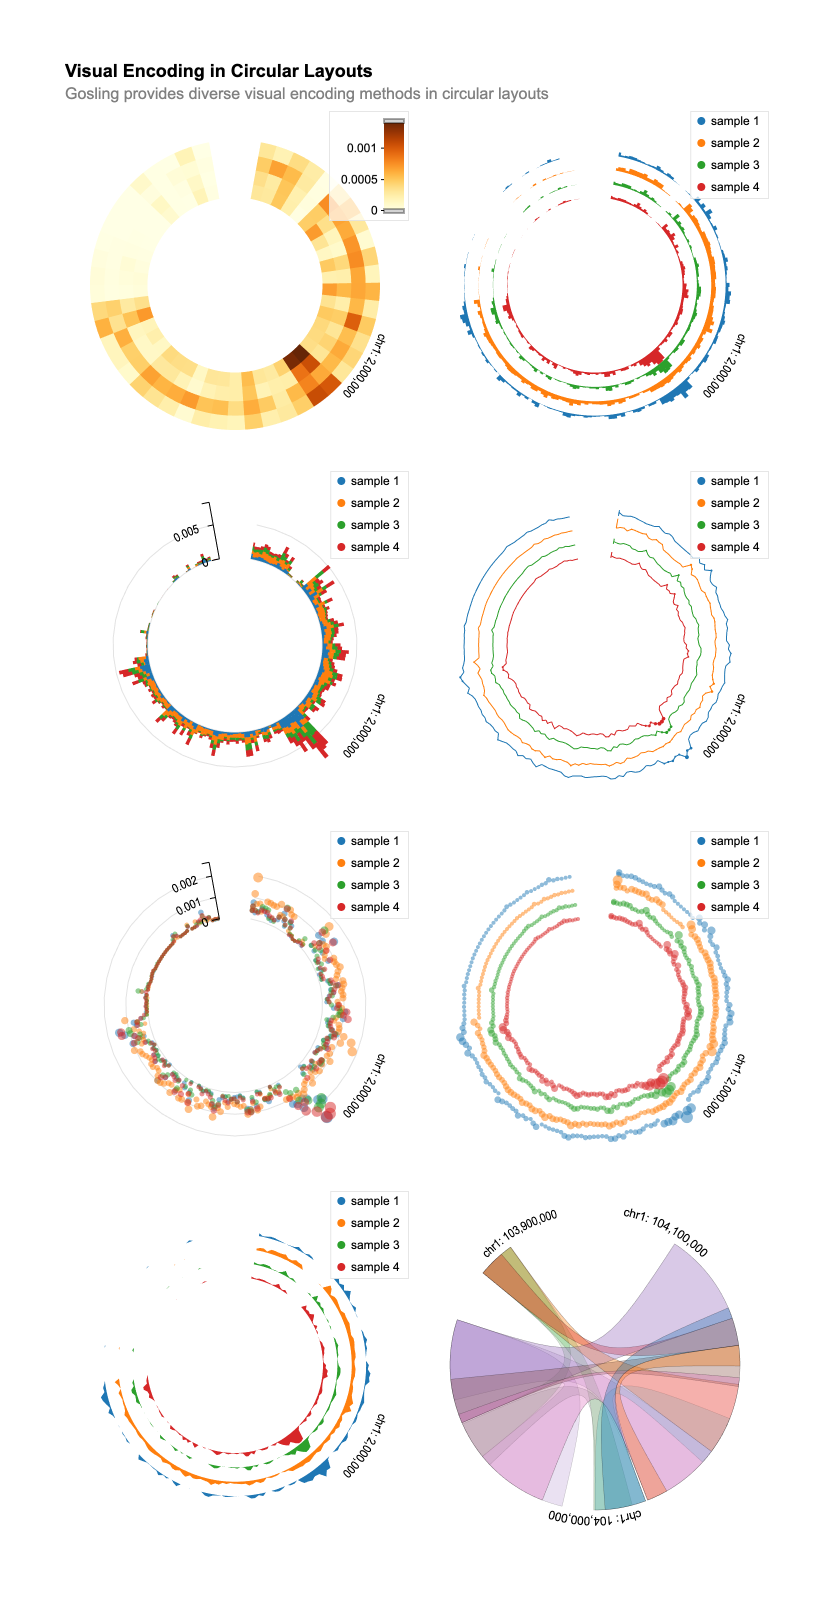 Visual Encoding in Circular Layouts
Gosling provides diverse visual encoding methods in circular layouts
0.001
0.0005
0
chr1: 2,000,000
sample 1
sample 2
sample 3
sample 4
chr1: 2,000,000
0.005
0
sample 1
sample 2
sample 3
sample 4
chr1: 2,000,000
sample 1
sample 2
sample 3
sample 4
chr1: 2,000,000
0.002
0.001
0
sample 1
sample 2
sample 3
sample 4
chr1: 2,000,000
sample 1
sample 2
sample 3
sample 4
chr1: 2,000,000
sample 1
sample 2
sample 3
sample 4
chr1: 2,000,000
chr1: 103,900,000
chr1: 104,100,000
chr1: 104,000,000